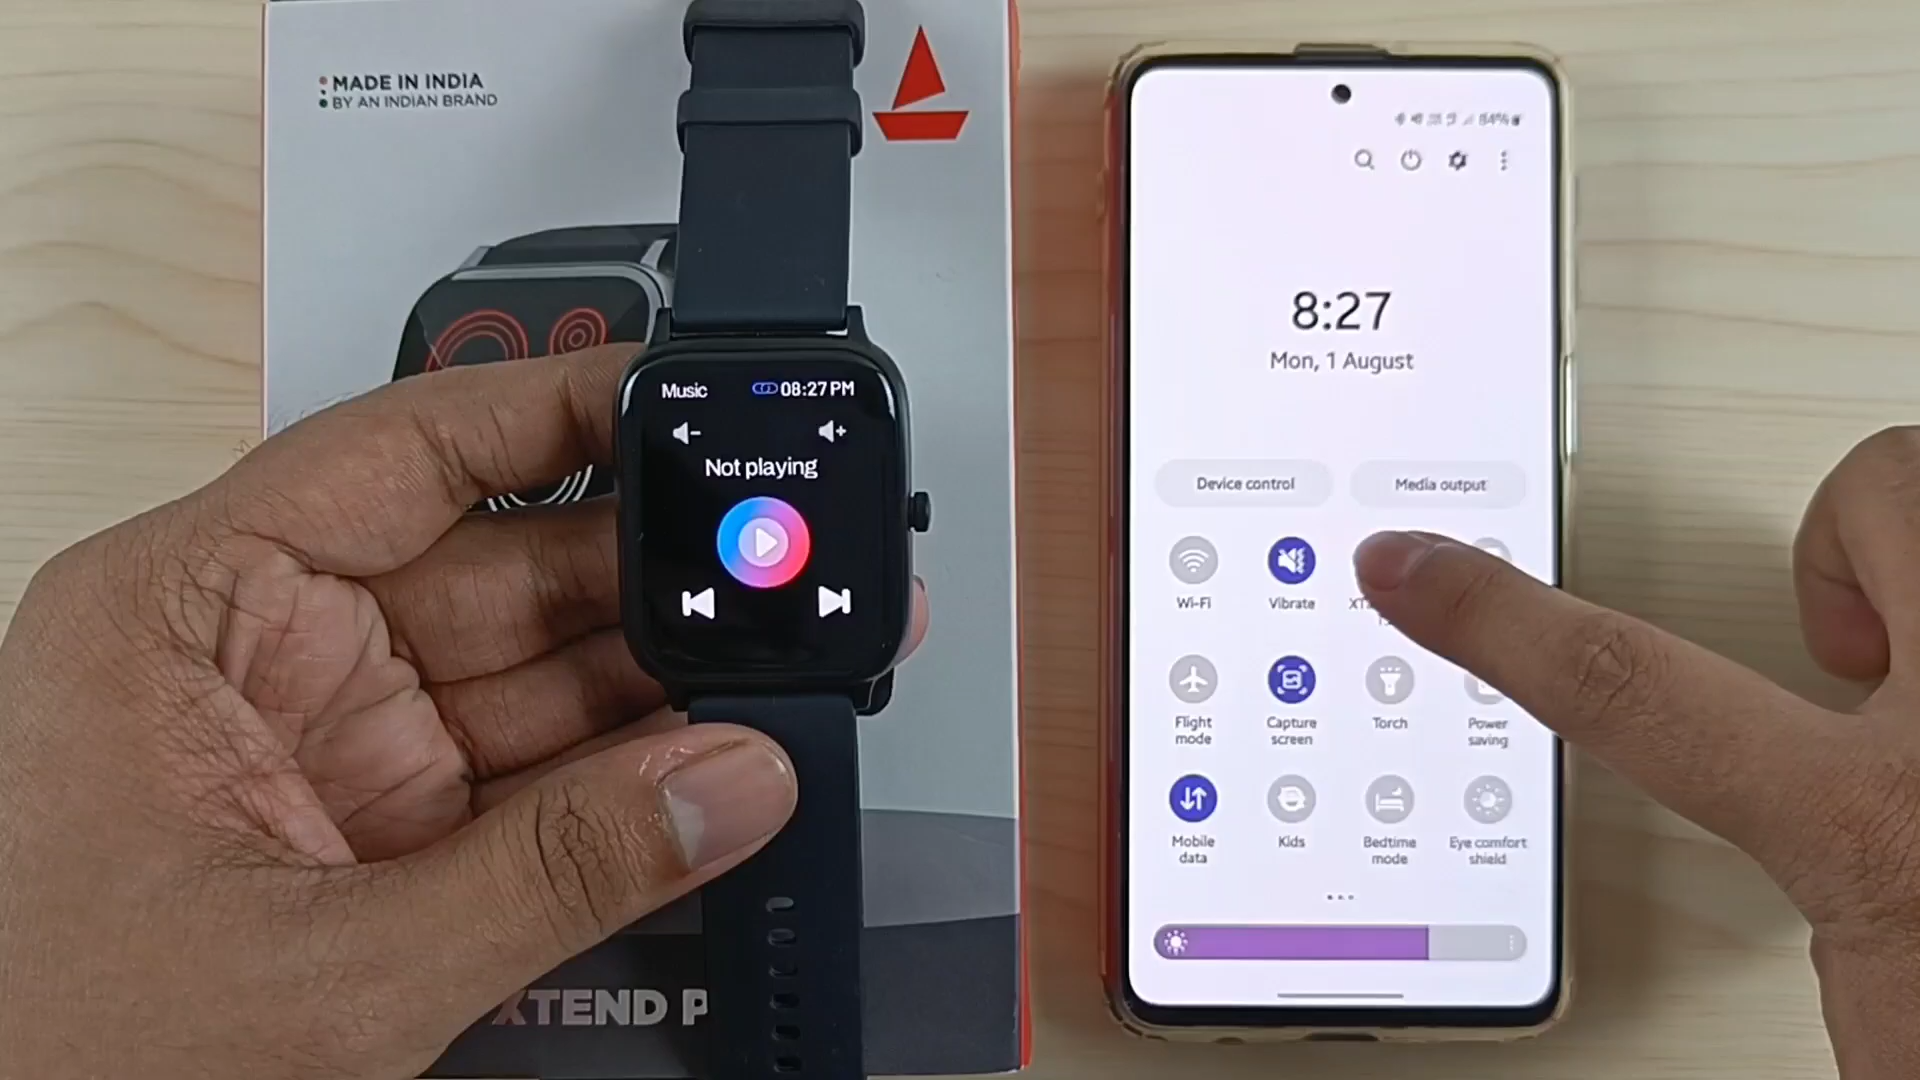 MADE IN INDIA
BY AN INDIAN BRAND
XTEND P
Music
08:27 PM
Not playing
84%
8:27
Mon, 1 August
Device control
Media output
Wi-Fi
Vibrate
Flight
mode
Capture
screen
Torch
Power
saving
Mobile
data
Kids
Bedtime
mode
Eye comfort
shield